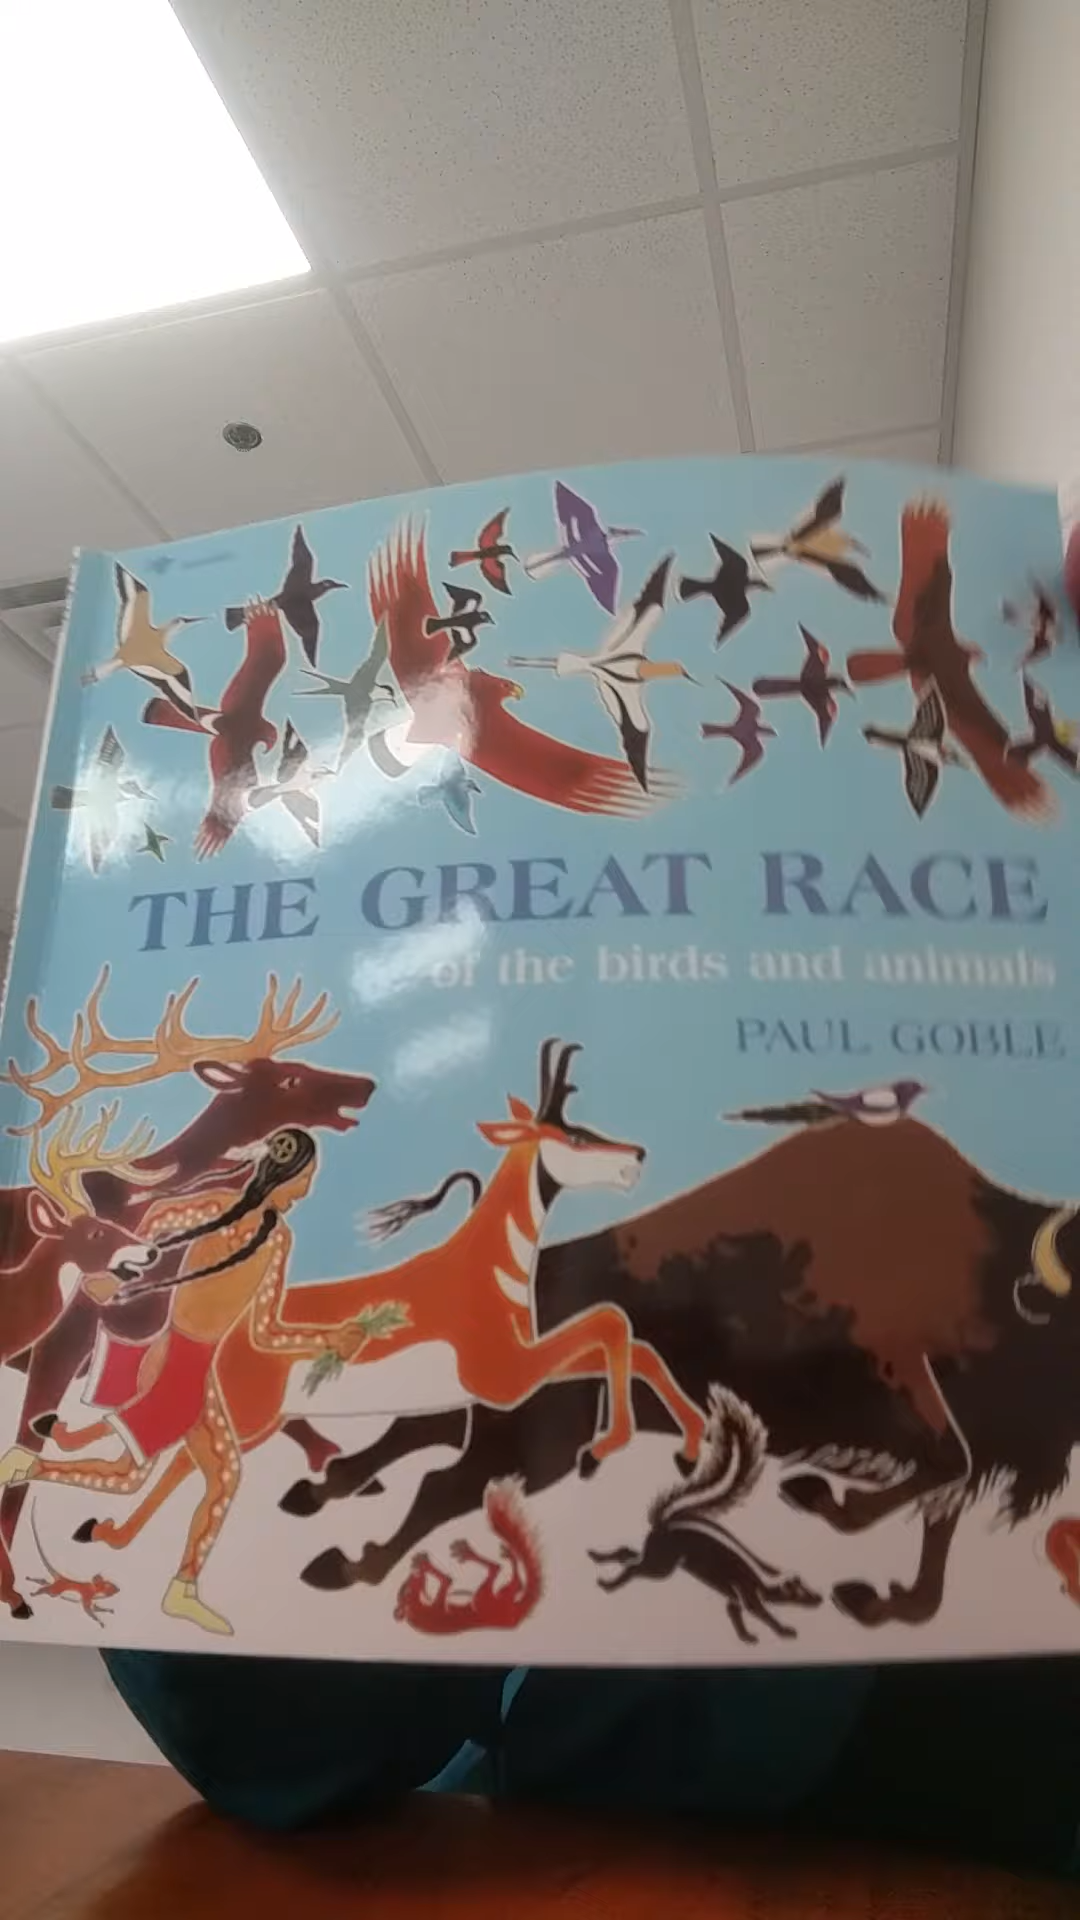 THE GREAT RACE
of the birds and animals
PAUL GOBLE